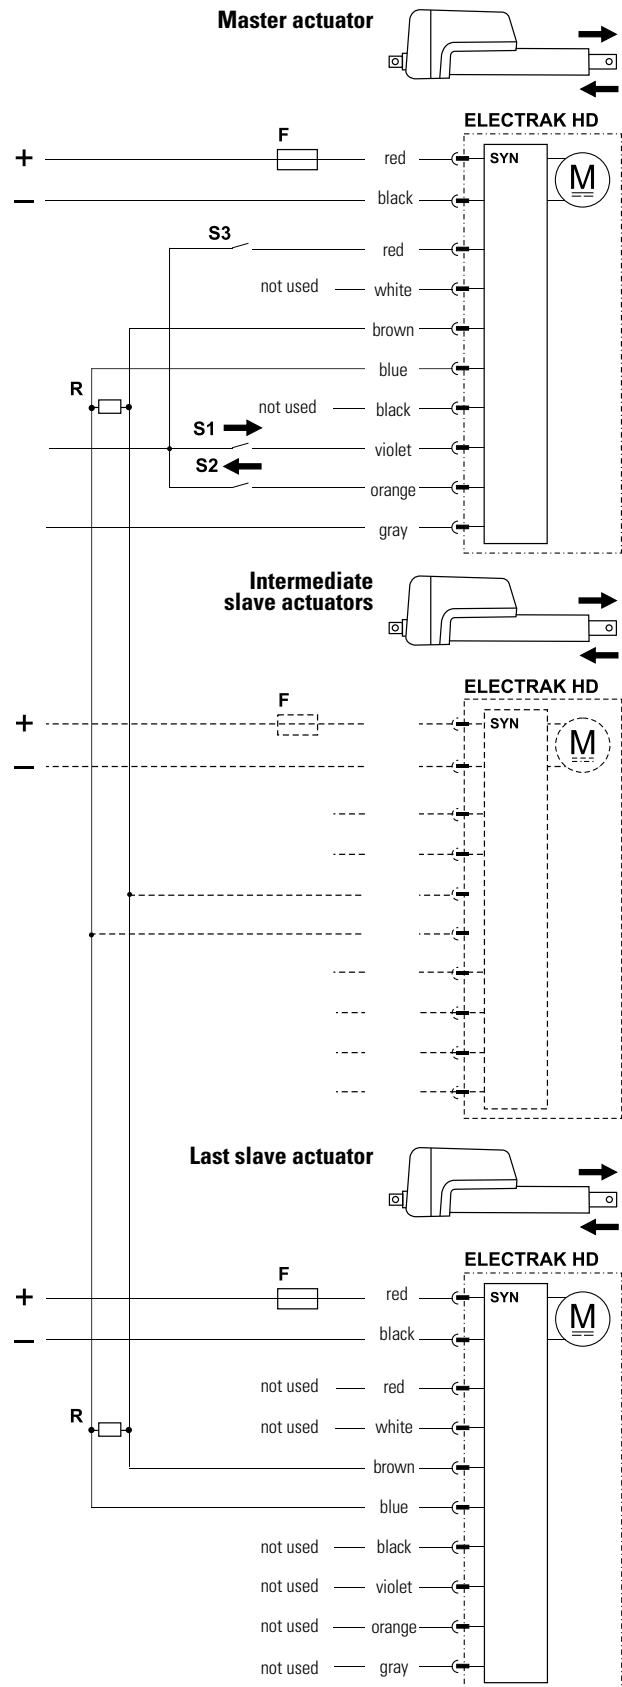 Master actuator
ELECTRAK HD
F
+ red SYN M
– black
S3 red
not used white
brown
blue
R
not used black
S1 violet
S2 orange
gray
Intermediate
slave actuators
ELECTRAK HD
F
+ SYN M
–
Last slave actuator
ELECTRAK HD
F
+ red SYN M
– black
not used red
R not used white
brown
blue
not used black
not used violet
not used orange
not used gray